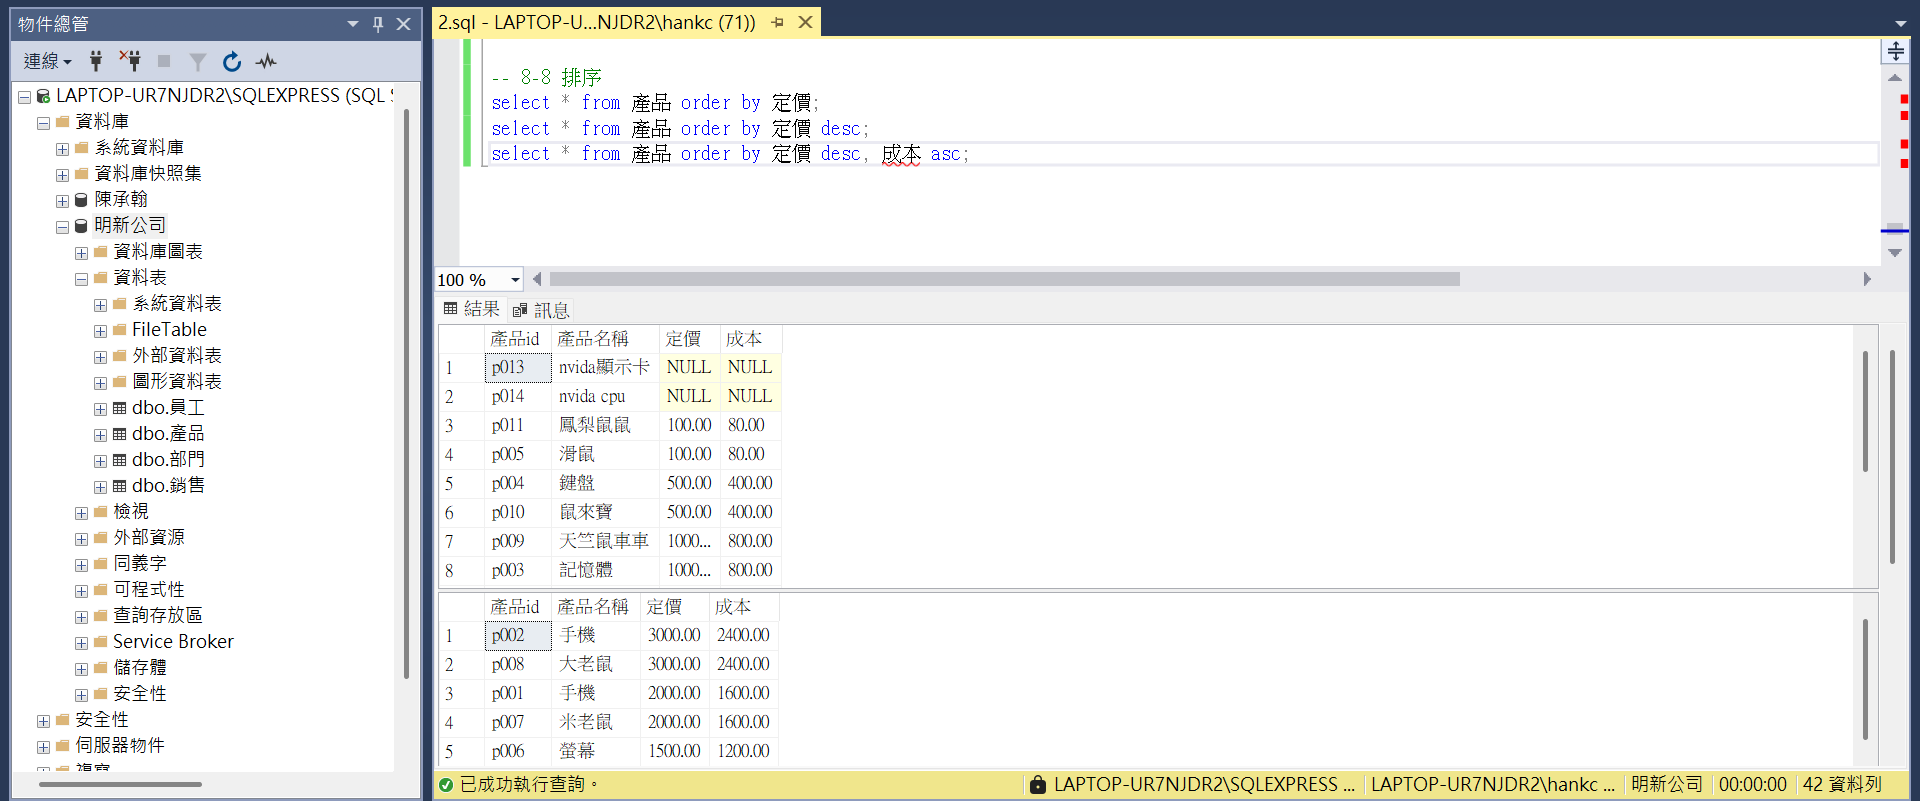 物件總管
連線
LAPTOP-UR7NJDR2\SQLEXPRESS (SQL S
資料庫
系統資料庫
資料庫快照集
陳承翰
明新公司
資料庫圖表
資料表
系統資料表
FileTable
外部資料表
圖形資料表
dbo.員工
dbo.產品
dbo.部門
dbo.銷售
檢視
外部資源
同義字
可程式性
查詢存放區
Service Broker
儲存體
安全性
安全性
伺服器物件
複寫
2.sql - LAPTOP-U...NJDR2\hankc (71))
-- 8-8 排序
select * from 產品 order by 定價;
select * from 產品 order by 定價 desc;
select * from 產品 order by 定價 desc, 成本 asc;
100 %
結果 訊息
產品id 產品名稱 定價 成本
1 p013 nvida顯示卡 NULL NULL
2 p014 nvida cpu NULL NULL
3 p011 鳳梨鼠鼠 100.00 80.00
4 p005 滑鼠 100.00 80.00
5 p004 鍵盤 500.00 400.00
6 p010 鼠來寶 500.00 400.00
7 p009 天竺鼠車車 1000... 800.00
8 p003 記憶體 1000... 800.00
產品id 產品名稱 定價 成本
1 p002 手機 3000.00 2400.00
2 p008 大老鼠 3000.00 2400.00
3 p001 手機 2000.00 1600.00
4 p007 米老鼠 2000.00 1600.00
5 p006 螢幕 1500.00 1200.00
已成功執行查詢。 LAPTOP-UR7NJDR2\SQLEXPRESS ... LAPTOP-UR7NJDR2\hankc ... 明新公司 00:00:00 42 資料列